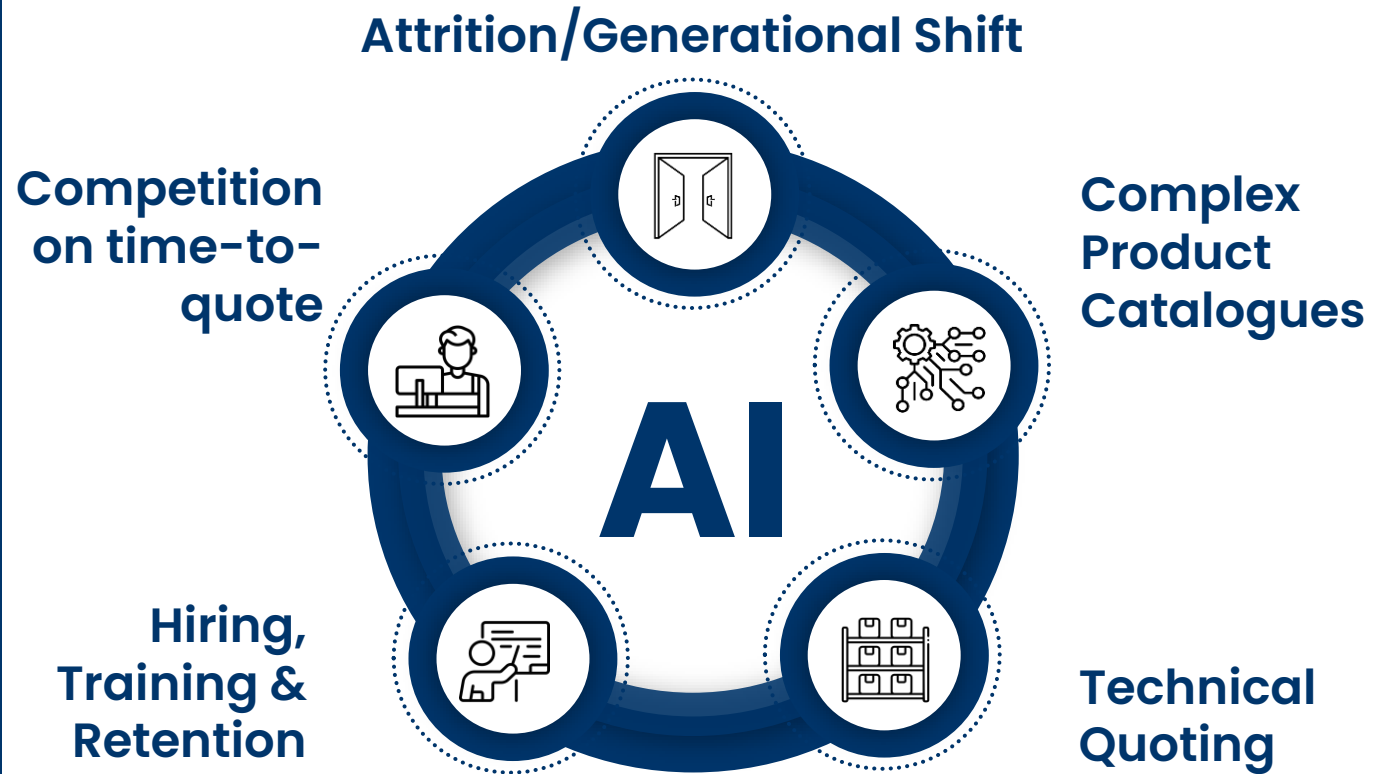 Attrition/Generational Shift
Competition
on time-to-
quote
Complex
Product
Catalogues
AI
Hiring,
Training &
Retention
Technical
Quoting